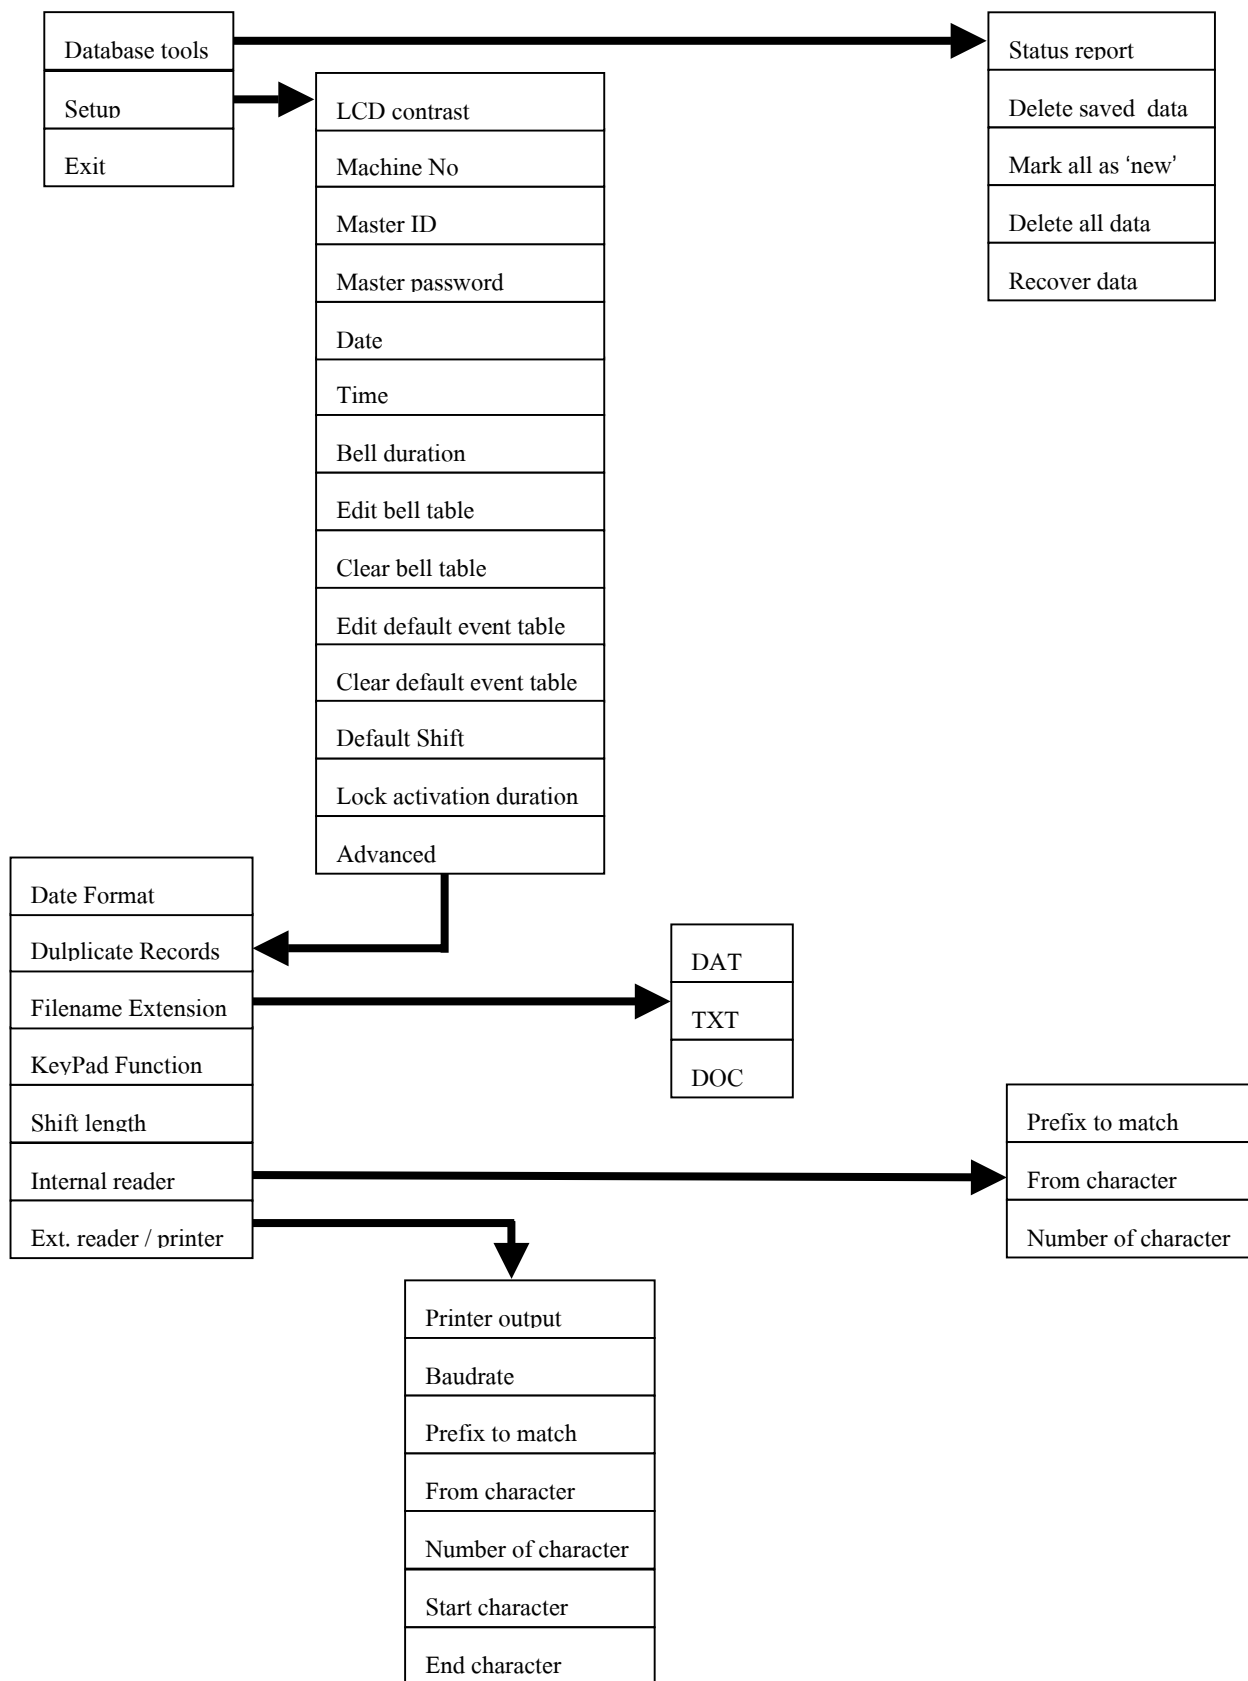 Database tools
Setup
Exit
Status report
Delete saved  data
Mark all as ‘new’
Delete all data
Recover data
LCD contrast
Machine No
Master ID
Master password
Date
Time
Bell duration
Edit bell table
Clear bell table
Edit default event table
Clear default event table
Default Shift
Lock activation duration
Advanced
Date Format
Dulplicate Records
Filename Extension
KeyPad Function
Shift length
Internal reader
Ext. reader / printer
DAT
TXT
DOC
Prefix to match
From character
Number of character
Printer output
Baudrate
Prefix to match
From character
Number of character
Start character
End character